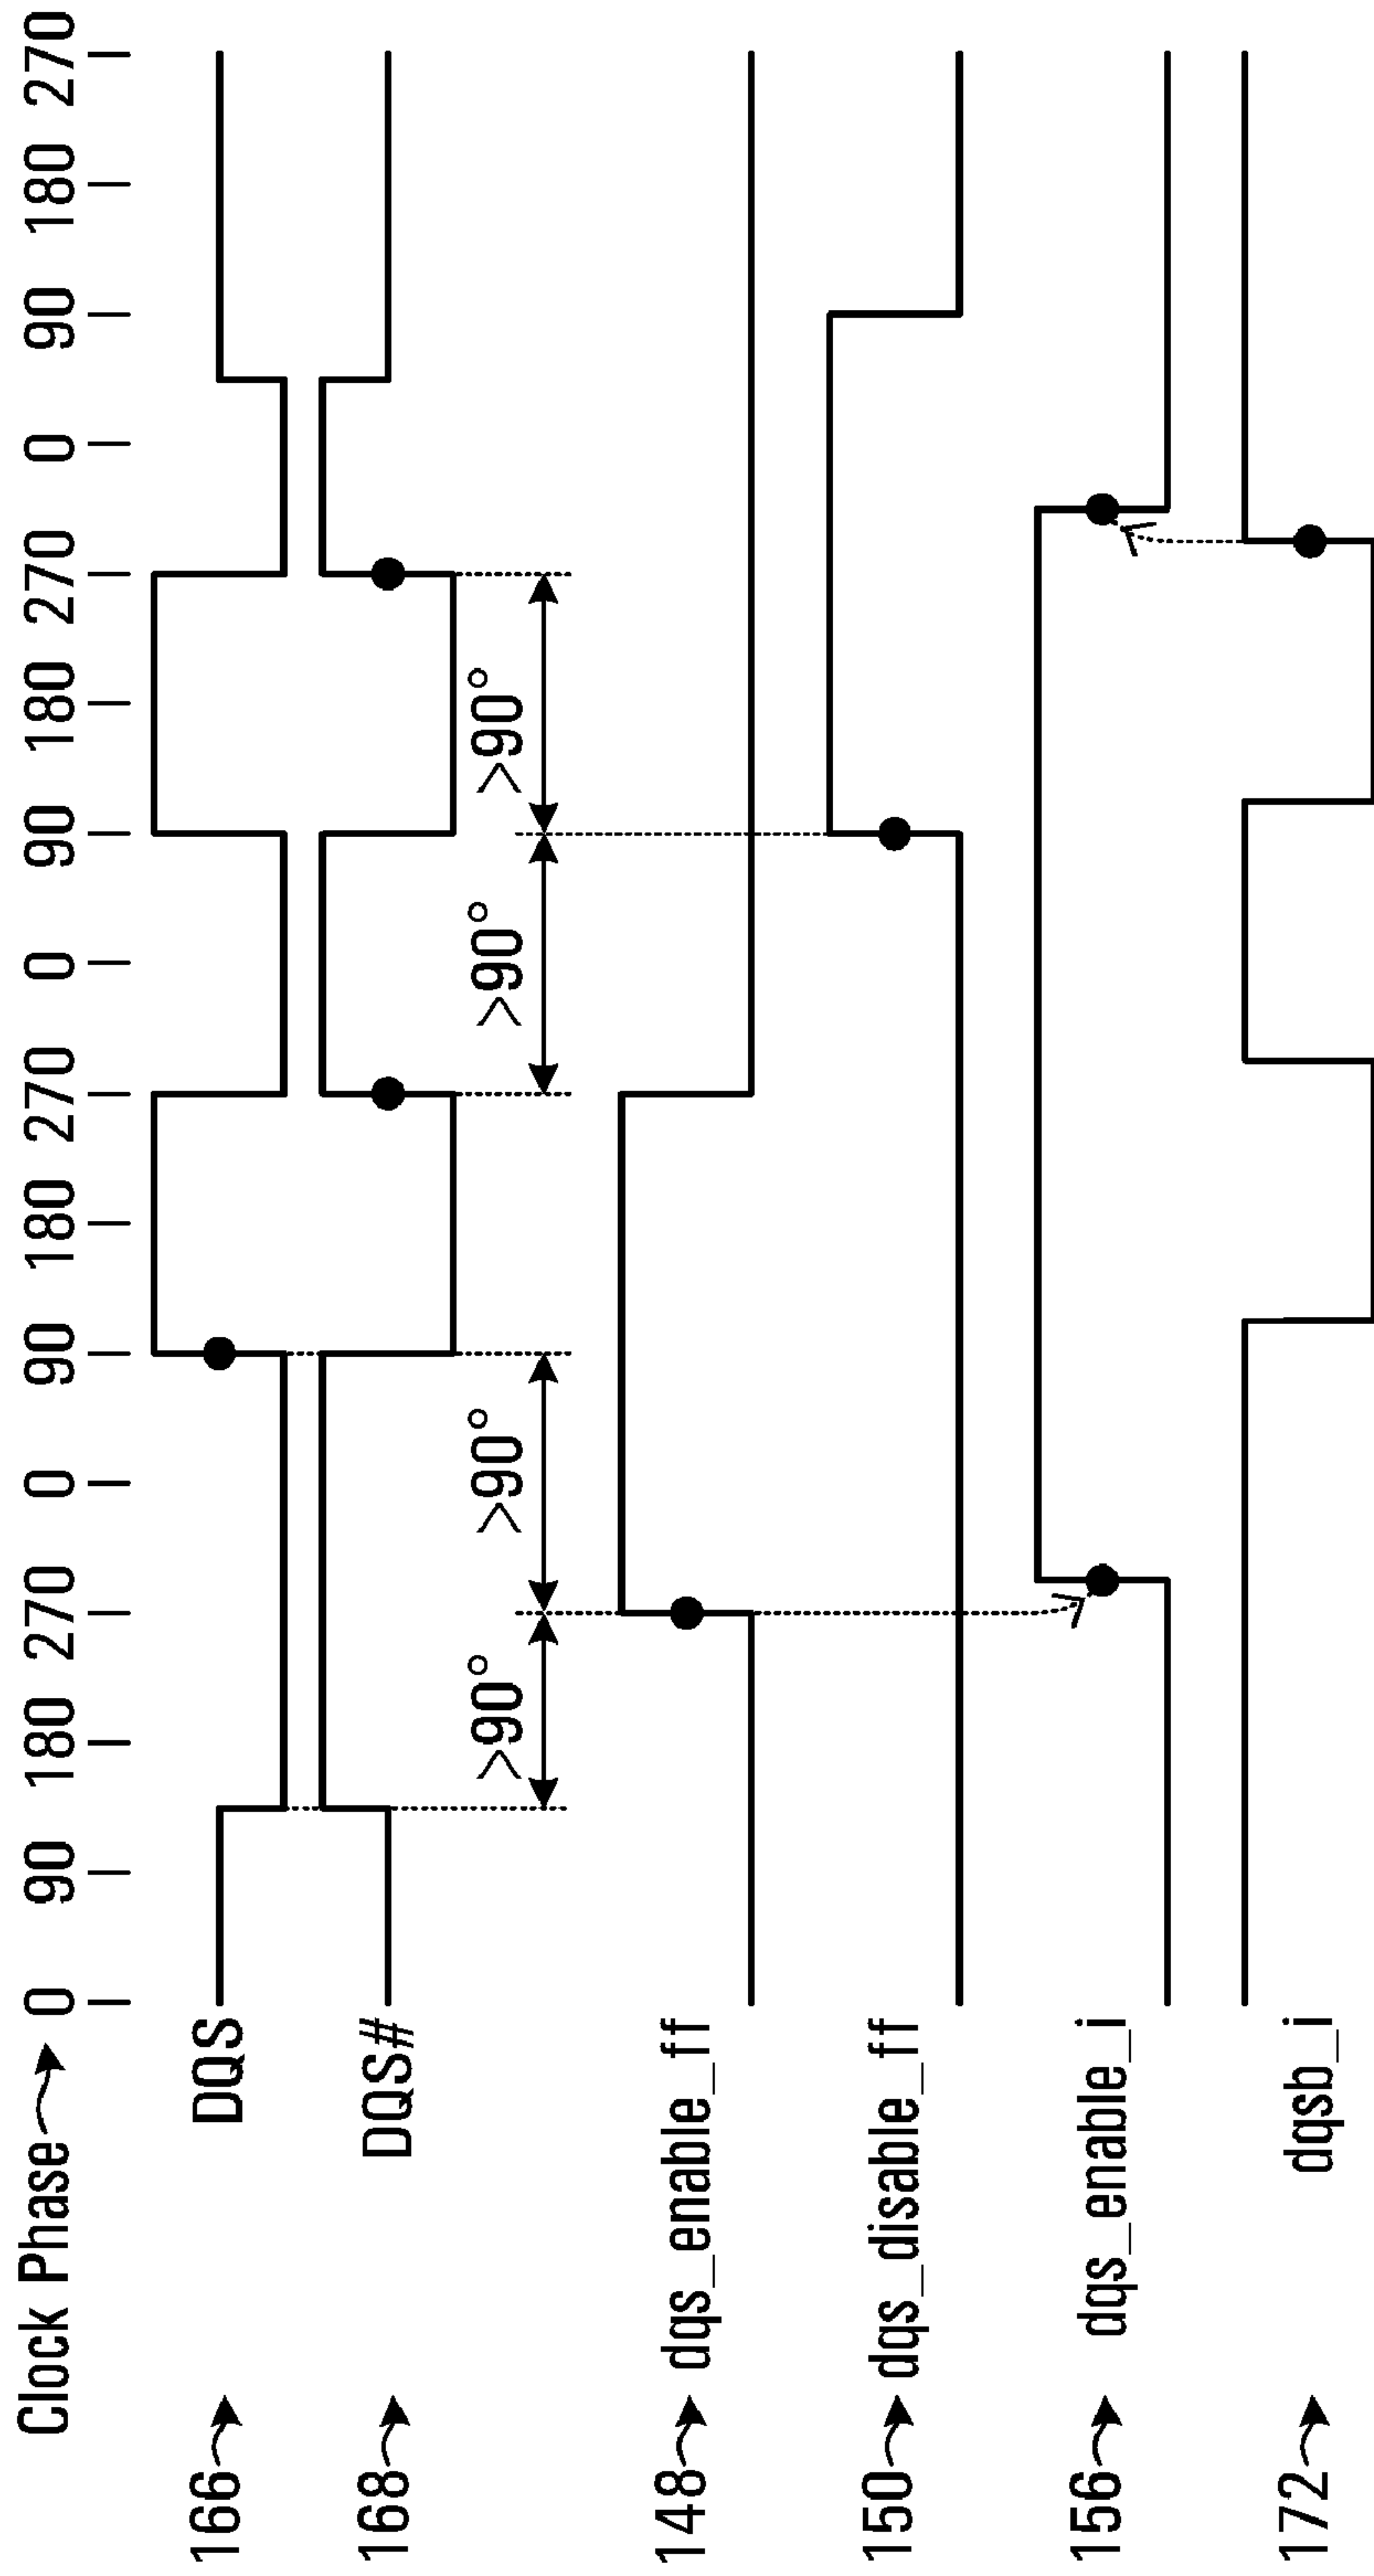 Clock Phase 0 90 180 270 0 90 180 270 0 90 180 270 0 90 180 270
166 DQS
168 DQS#
>90° >90° >90° >90°
148 dqs_enable_ff
150 dqs_disable_ff
156 dqs_enable_i
172 dqsb_i